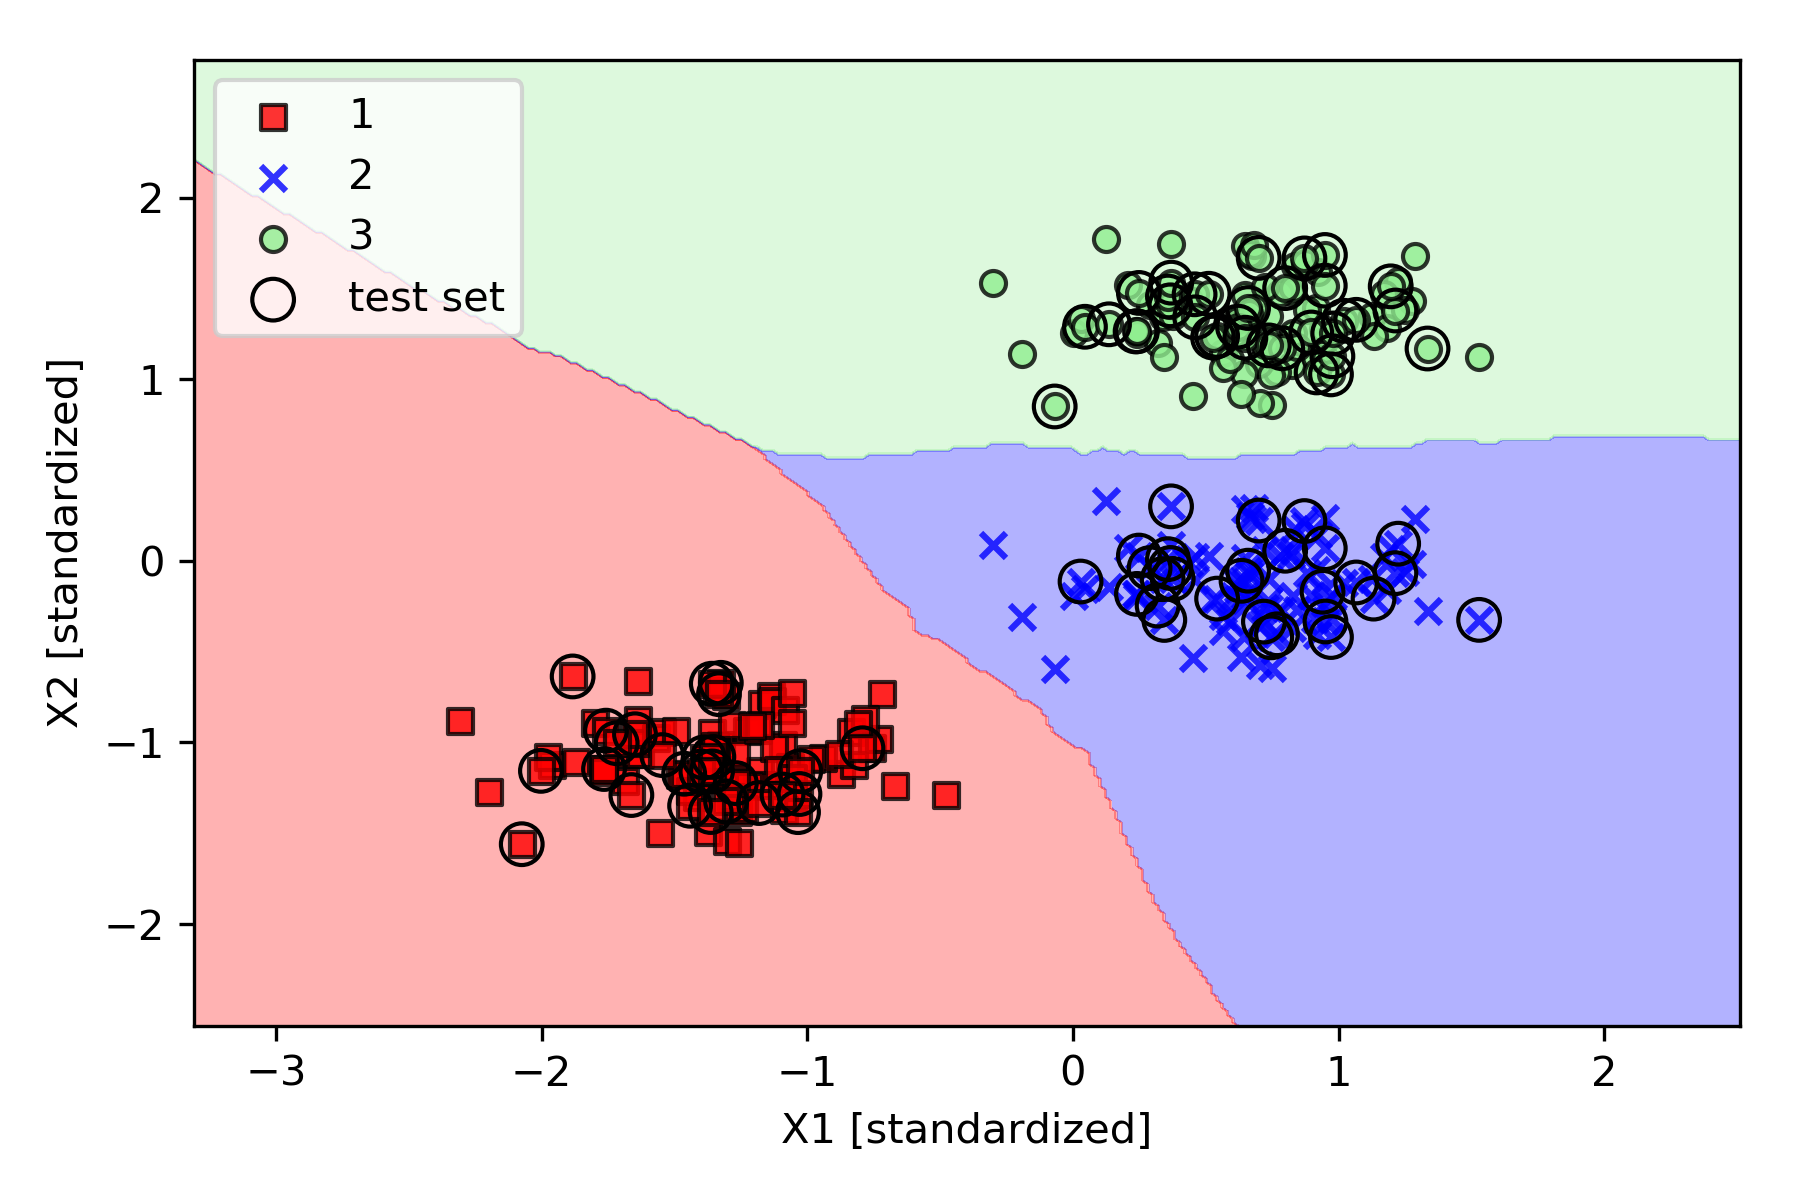 1
2
3
test set
2
1
0
−1
−2
X2 [standardized]
−3 −2 −1 0 1 2
X1 [standardized]